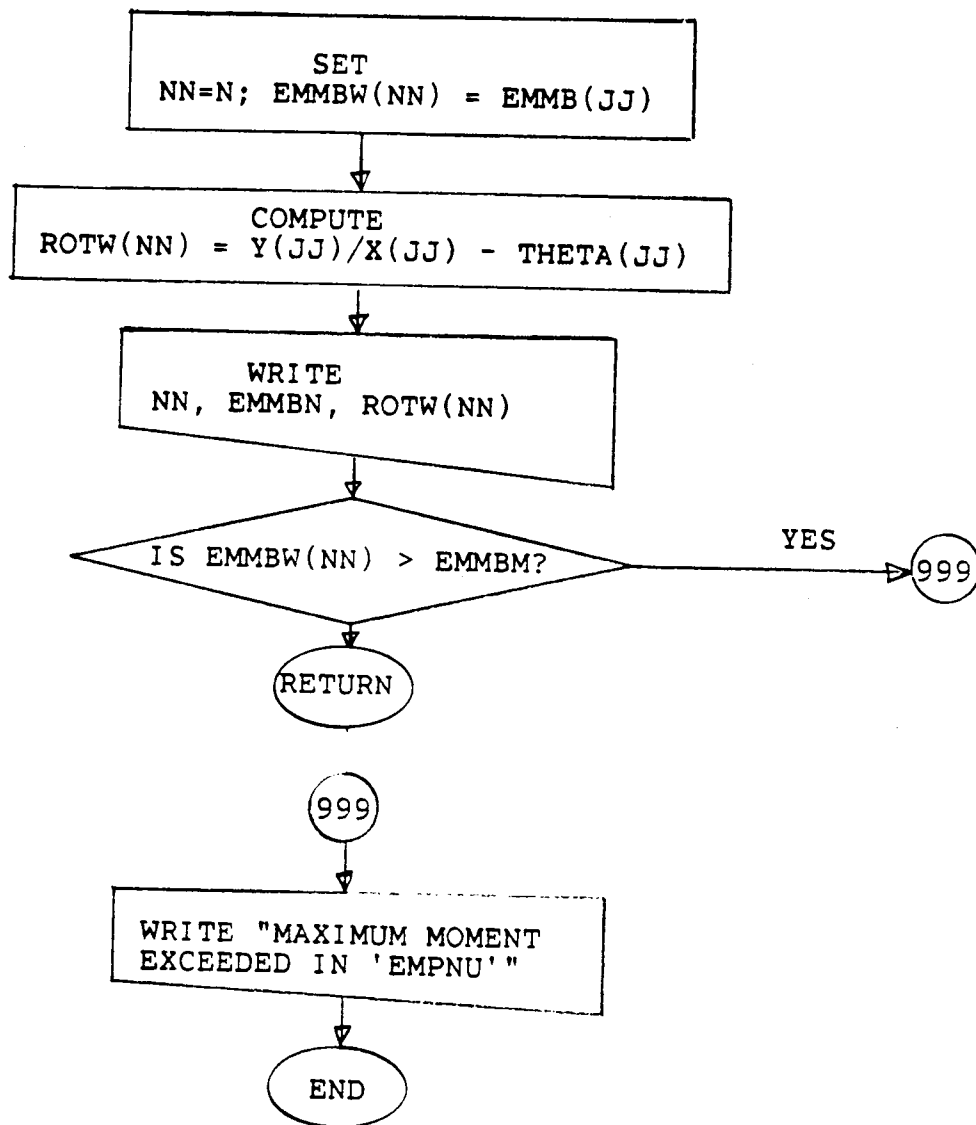 SET
NN=N; EMMBW(NN) = EMMB(JJ)
COMPUTE
ROTW(NN) = Y(JJ)/X(JJ) - THETA(JJ)
WRITE
NN, EMMBN, ROTW(NN)
IS EMMBW(NN) > EMMBM?
YES
999
RETURN
999
WRITE "MAXIMUM MOMENT
EXCEEDED IN 'EMPNU'"
END